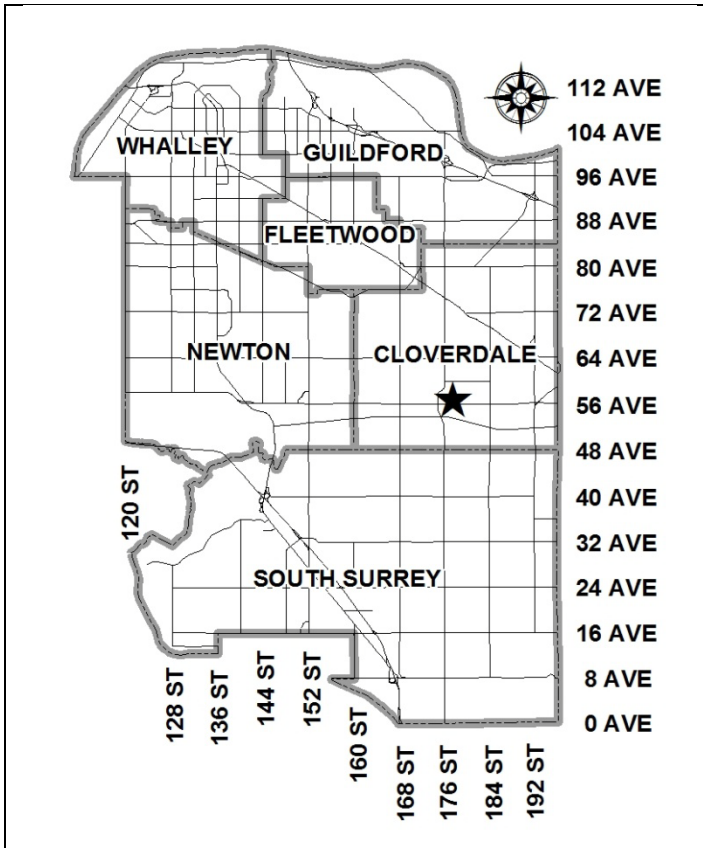 112 AVE
104 AVE
WHALLEY
GUILDFORD
96 AVE
88 AVE
FLEETWOOD
80 AVE
72 AVE
NEWTON
CLOVERDALE
64 AVE
56 AVE
48 AVE
120 ST
40 AVE
32 AVE
SOUTH SURREY
24 AVE
16 AVE
8 AVE
0 AVE
128 ST
136 ST
144 ST
152 ST
160 ST
168 ST
176 ST
184 ST
192 ST